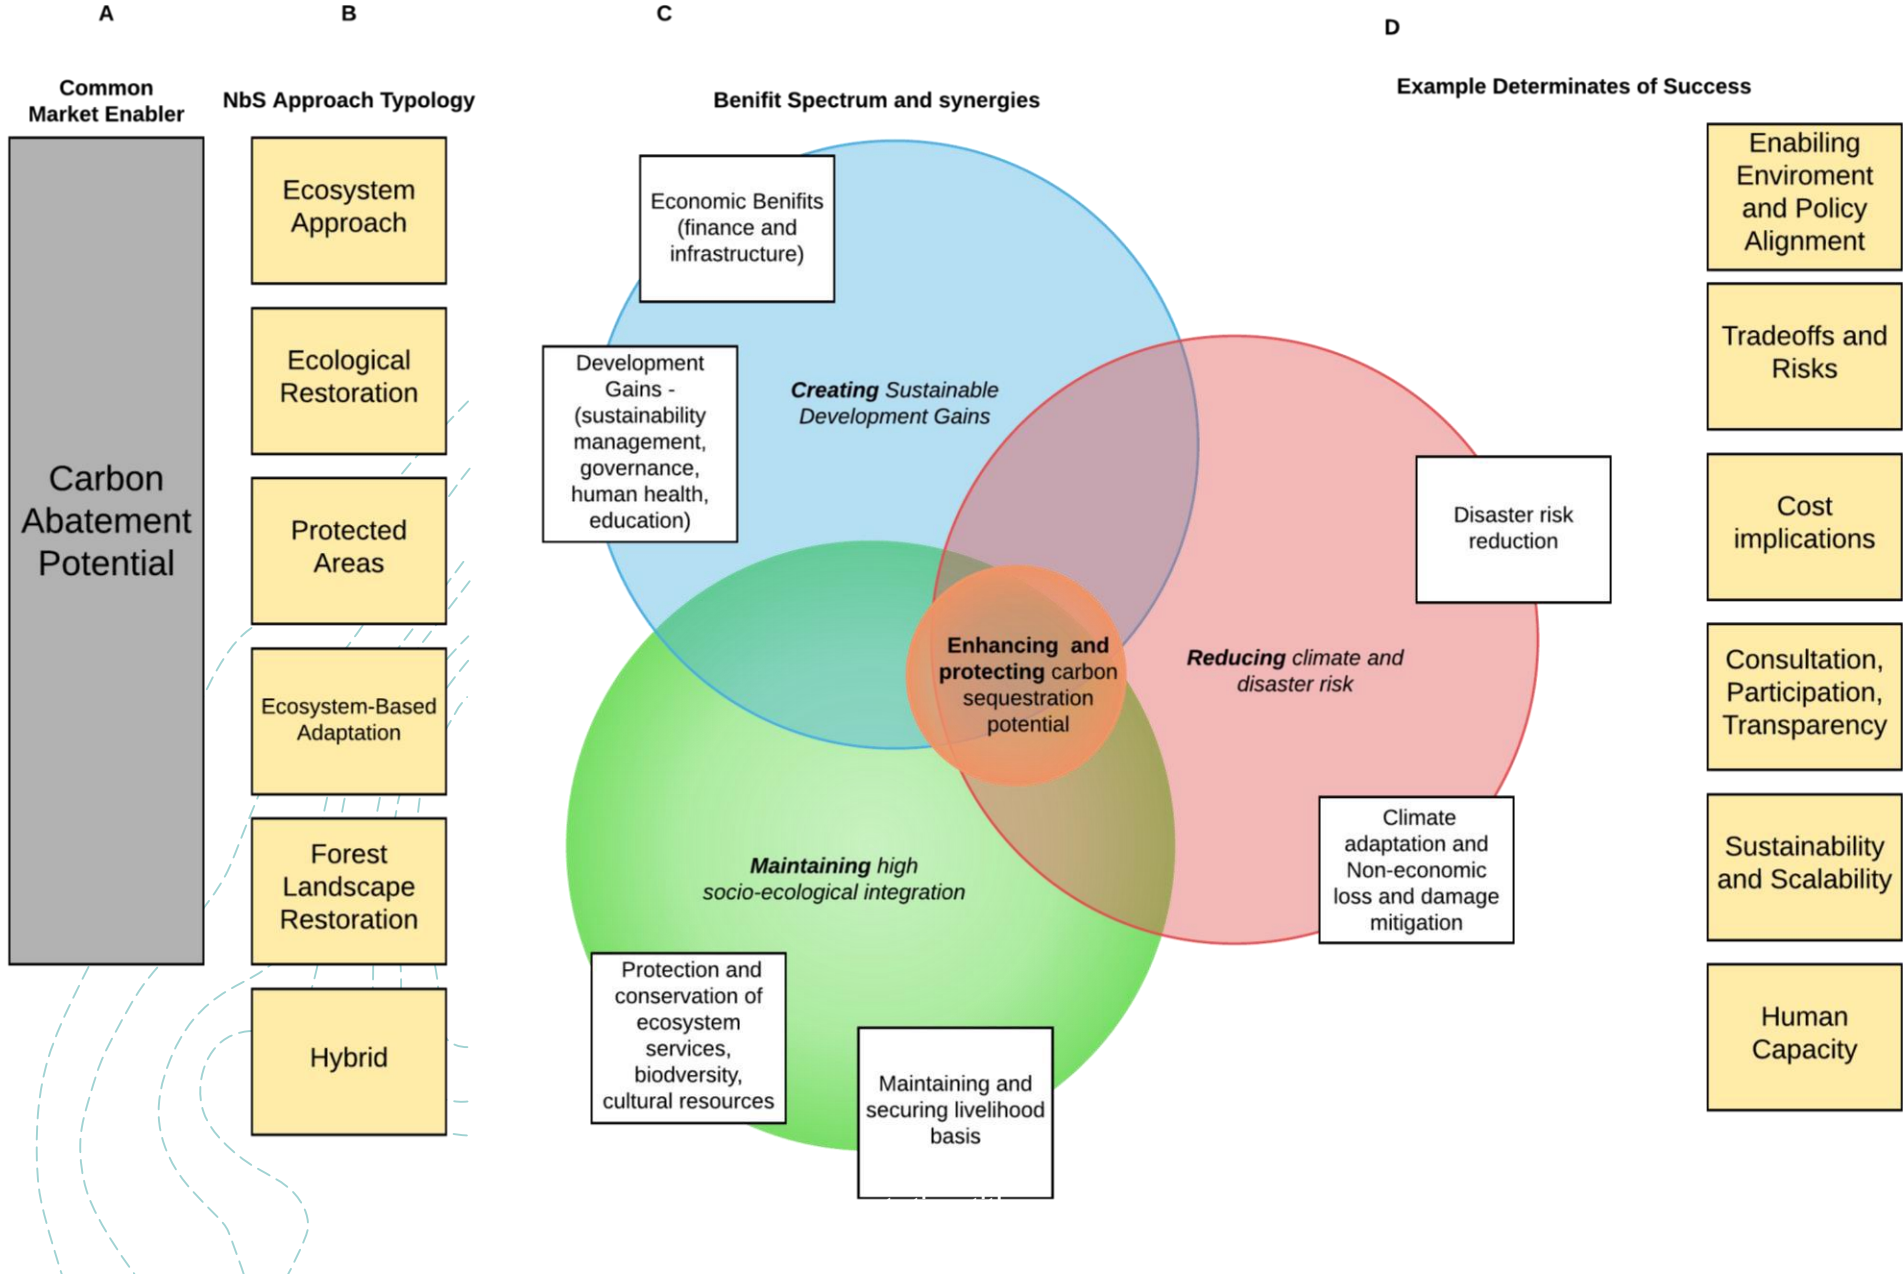 A
B
C
D
Common
Market Enabler
NbS Approach Typology
Benifit Spectrum and synergies
Example Determinates of Success
Carbon
Abatement
Potential
Ecosystem
Approach
Ecological
Restoration
Protected
Areas
Ecosystem-Based
Adaptation
Forest
Landscape
Restoration
Hybrid
Economic Benifits
(finance and
infrastructure)
Development
Gains -
(sustainability
management,
governance,
human health,
education)
Creating Sustainable
Development Gains
Enhancing and
protecting carbon
sequestration
potential
Reducing climate and
disaster risk
Disaster risk
reduction
Climate
adaptation and
Non-economic
loss and damage
mitigation
Maintaining high
socio-ecological integration
Protection and
conservation of
ecosystem
services,
biodversity,
cultural resources
Maintaining and
securing livelihood
basis
Enabiling
Enviroment
and Policy
Alignment
Tradeoffs and
Risks
Cost
implications
Consultation,
Participation,
Transparency
Sustainability
and Scalability
Human
Capacity